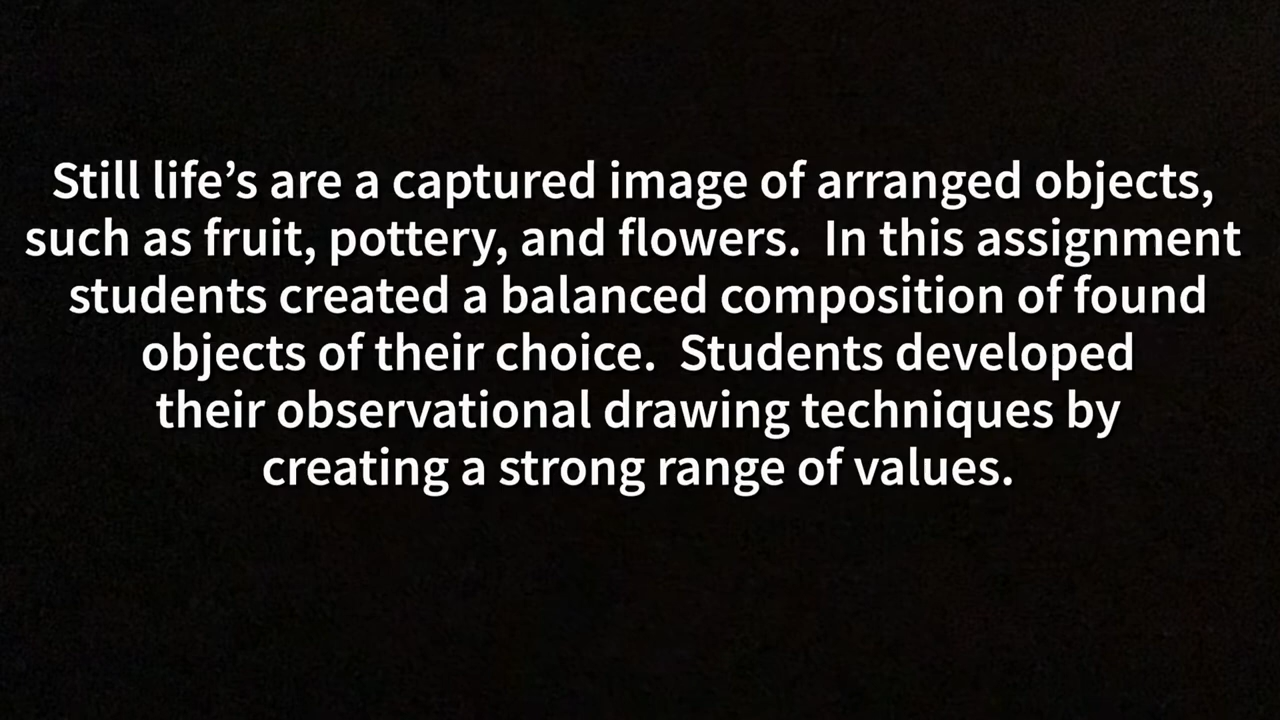 Still life’s are a captured image of arranged objects,
such as fruit, pottery, and flowers.  In this assignment
students created a balanced composition of found
objects of their choice.  Students developed
their observational drawing techniques by
creating a strong range of values.